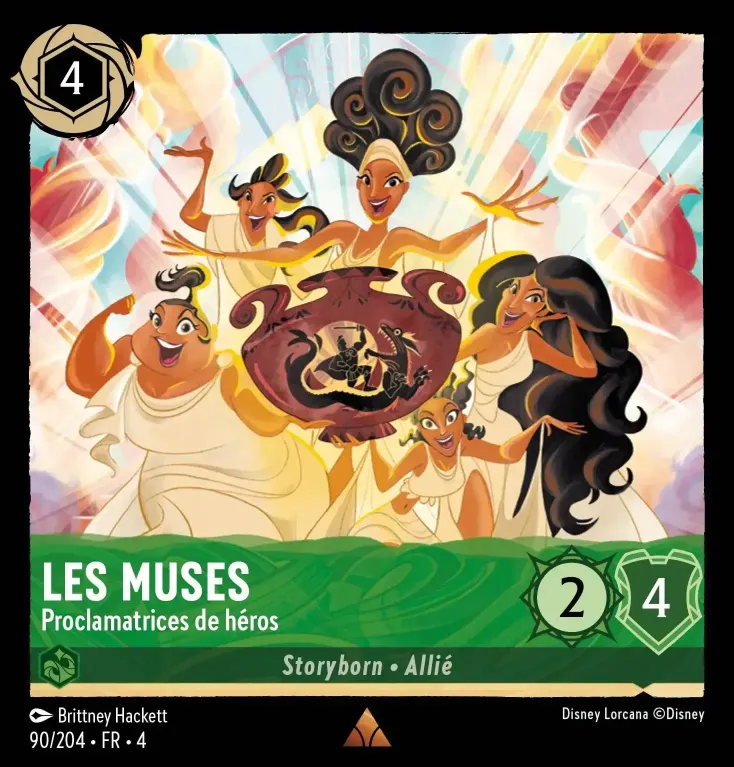 4
LES MUSES
Proclamatrices de héros
2
4
Storyborn • Allié
Brittney Hackett
Disney Lorcana ©Disney
90/204 • FR • 4